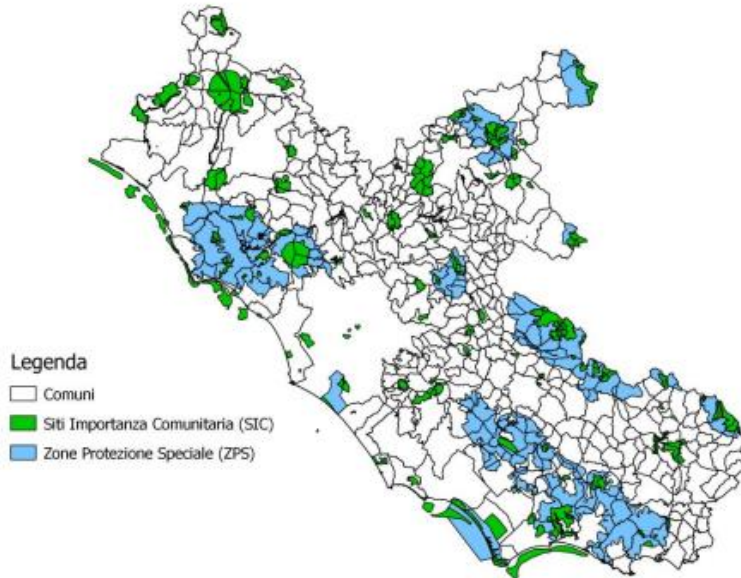 Legenda
Comuni
Siti Importanza Comunitaria (SIC)
Zone Protezione Speciale (ZPS)